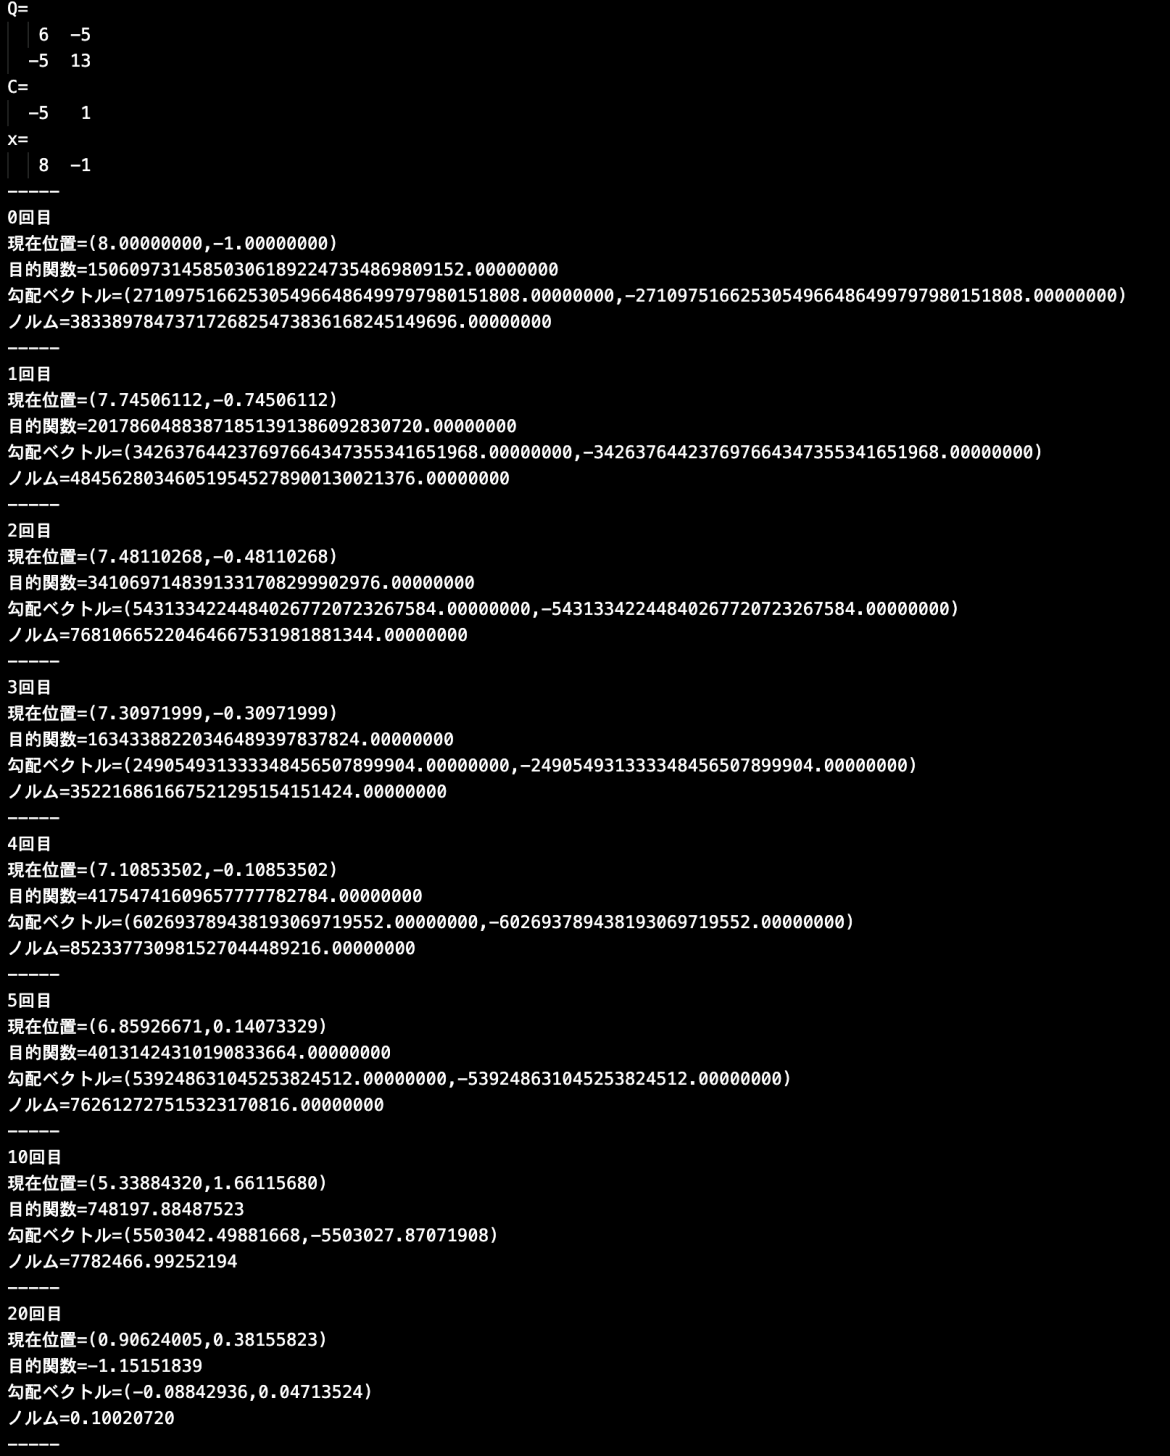 Q=
6 -5
-5 13
C=
-5 1
x=
8 -1
-----
0回目
現在位置=(8.00000000,-1.00000000)
目的関数=150609731458503061892247354869809152.00000000
勾配ベクトル=(2710975166253054966486499797980151808.00000000,-2710975166253054966486499797980151808.00000000)
ノルム=3833897847371726825473836168245149696.00000000
-----
1回目
現在位置=(7.74506112,-0.74506112)
目的関数=20178604883871851391386092830720.00000000
勾配ベクトル=(342637644237697664347355341651968.00000000,-342637644237697664347355341651968.00000000)
ノルム=484562803460519545278900130021376.00000000
-----
2回目
現在位置=(7.48110268,-0.48110268)
目的関数=3410697148391331708299902976.00000000
勾配ベクトル=(54313342244840267720723267584.00000000,-54313342244840267720723267584.00000000)
ノルム=76810665220464667531981881344.00000000
-----
3回目
現在位置=(7.30971999,-0.30971999)
目的関数=16343388220346489397837824.00000000
勾配ベクトル=(249054931333348456507899904.00000000,-249054931333348456507899904.00000000)
ノルム=352216861667521295154151424.00000000
-----
4回目
現在位置=(7.10853502,-0.10853502)
目的関数=41754741609657777782784.00000000
勾配ベクトル=(602693789438193069719552.00000000,-602693789438193069719552.00000000)
ノルム=852337730981527044489216.00000000
-----
5回目
現在位置=(6.85926671,0.14073329)
目的関数=40131424310190833664.00000000
勾配ベクトル=(539248631045253824512.00000000,-539248631045253824512.00000000)
ノルム=762612727515323170816.00000000
-----
10回目
現在位置=(5.33884320,1.66115680)
目的関数=748197.88487523
勾配ベクトル=(5503042.49881668,-5503027.87071908)
ノルム=7782466.99252194
-----
20回目
現在位置=(0.90624005,0.38155823)
目的関数=-1.15151839
勾配ベクトル=(-0.08842936,0.04713524)
ノルム=0.10020720
-----